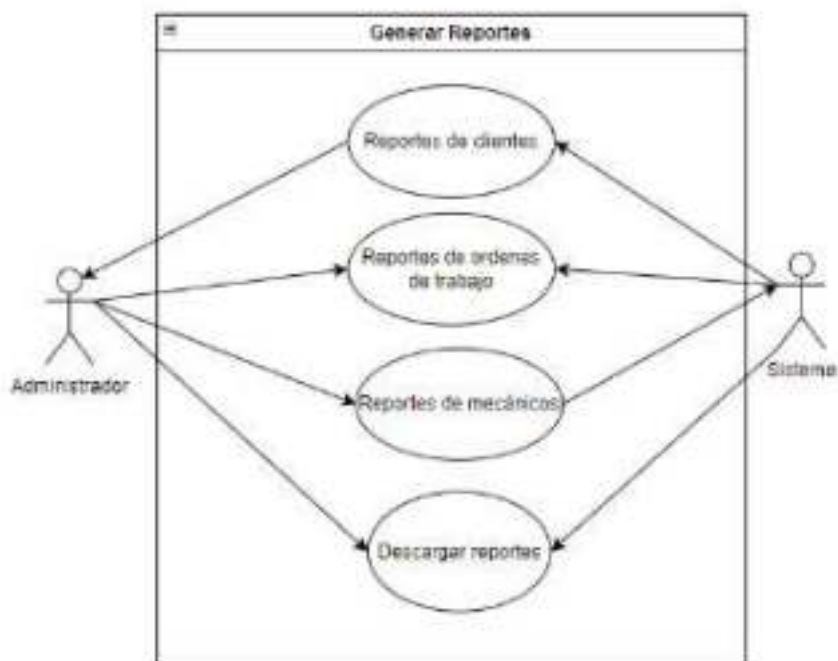 Generar Reportes
Reportes de clientes
Reportes de ordenes
de trabajo
Reportes de mecánicos
Descargar reportes
Administrador
Sistema